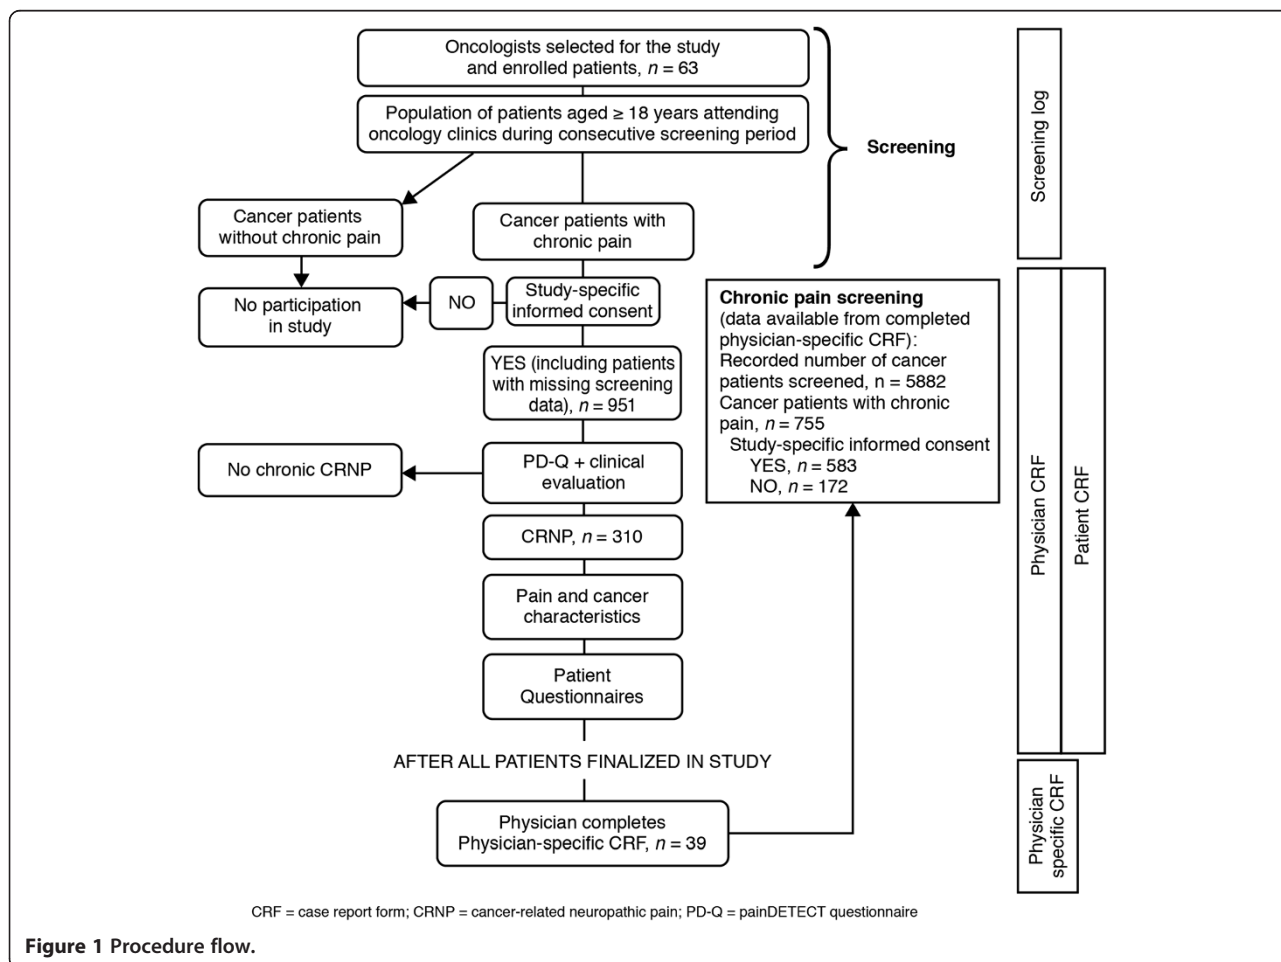 Oncologists selected for the study
and enrolled patients, n = 63
Population of patients aged ≥ 18 years attending
oncology clinics during consecutive screening period
Screening
Screening log
Cancer patients
without chronic pain
Cancer patients with
chronic pain
No participation
in study
NO
Study-specific
informed consent
YES (including patients
with missing screening
data), n = 951
Chronic pain screening
(data available from completed
physician-specific CRF):
Recorded number of cancer
patients screened, n = 5882
Cancer patients with chronic
pain, n = 755
Study-specific informed consent
YES, n = 583
NO, n = 172
No chronic CRNP
PD-Q + clinical
evaluation
CRNP, n = 310
Pain and cancer
characteristics
Patient
Questionnaires
Physician CRF
Patient CRF
AFTER ALL PATIENTS FINALIZED IN STUDY
Physician completes
Physician-specific CRF, n = 39
Physician
specific CRF
CRF = case report form; CRNP = cancer-related neuropathic pain; PD-Q = painDETECT questionnaire
Figure 1 Procedure flow.